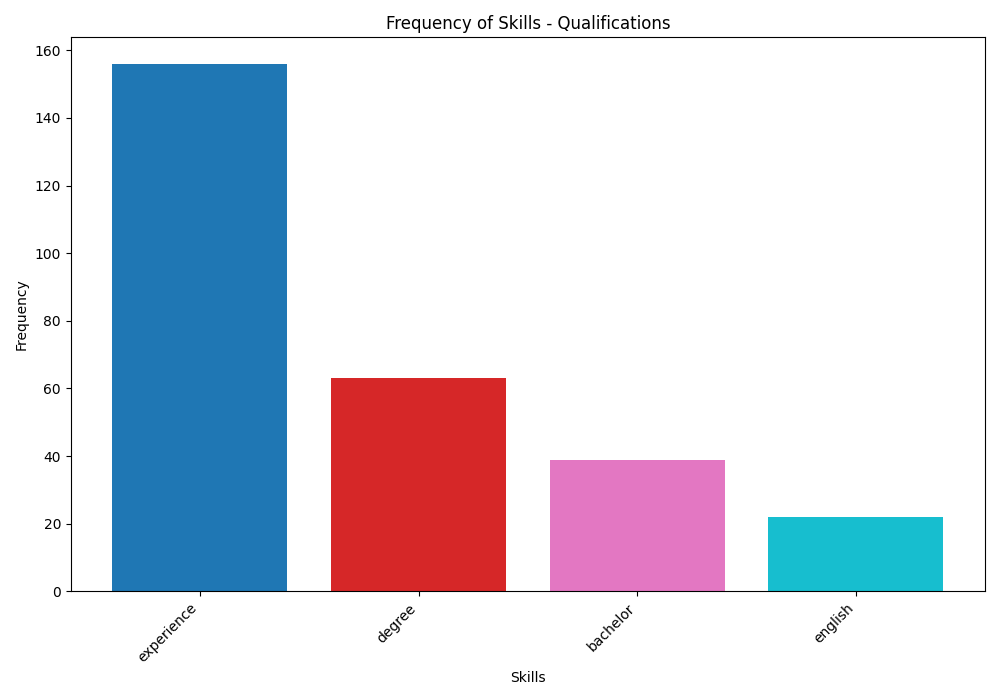 Frequency of Skills - Qualifications
Frequency
160
140
120
100
80
60
40
20
0
experience
degree
bachelor
english
Skills